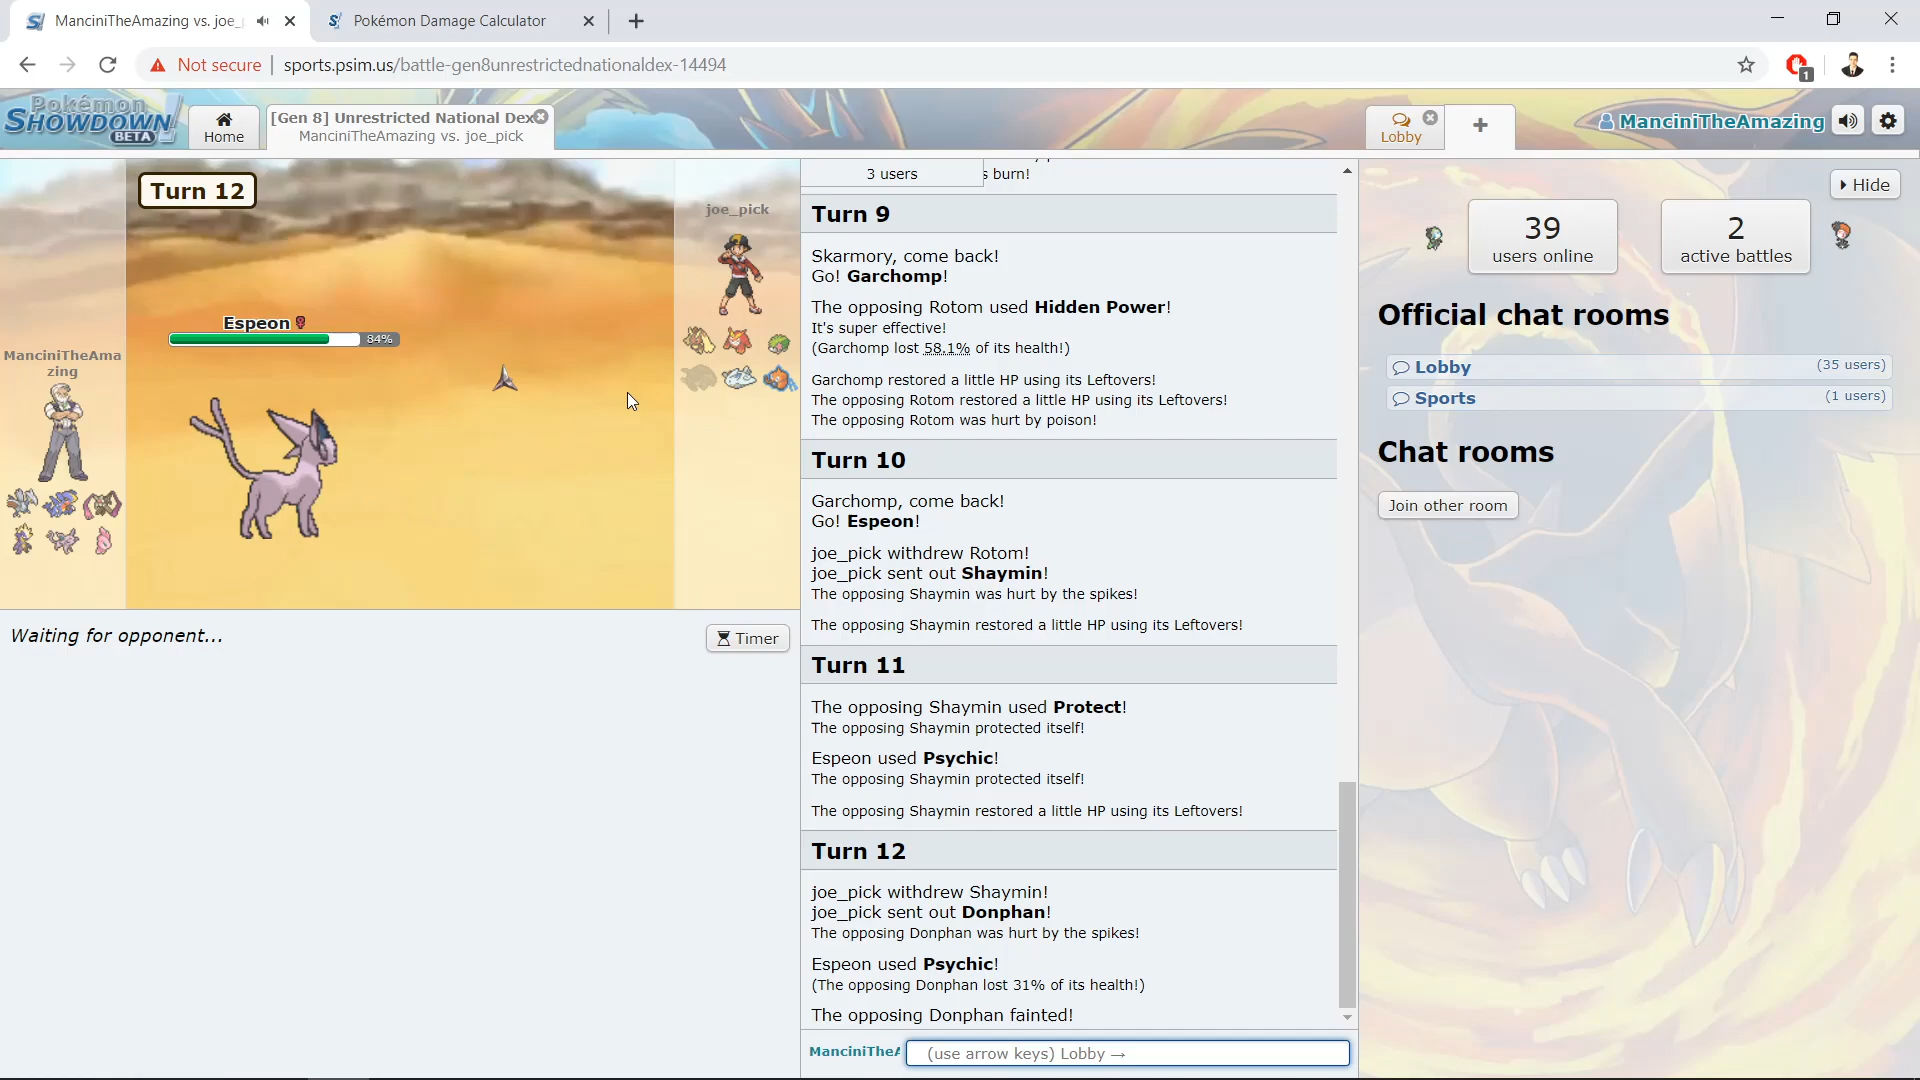 ManciniTheAmazing vs. joe_
Pokémon Damage Calculator
Not secure
sports.psim.us/battle-gen8unrestrictednationaldex-14494
1
Pokémon
SHOWDOWN
BETA
Home
[Gen 8] Unrestricted National Dex
ManciniTheAmazing vs. joe_pick
Lobby
ManciniTheAmazing
Turn 12
joe_pick
Espeon
84%
ManciniTheAma
zing
Waiting for opponent...
Timer
3 users
s burn!
Turn 9
Skarmory, come back!
Go! Garchomp!
The opposing Rotom used Hidden Power!
It's super effective!
(Garchomp lost 58.1% of its health!)
Garchomp restored a little HP using its Leftovers!
The opposing Rotom restored a little HP using its Leftovers!
The opposing Rotom was hurt by poison!
Turn 10
Garchomp, come back!
Go! Espeon!
joe_pick withdrew Rotom!
joe_pick sent out Shaymin!
The opposing Shaymin was hurt by the spikes!
The opposing Shaymin restored a little HP using its Leftovers!
Turn 11
The opposing Shaymin used Protect!
The opposing Shaymin protected itself!
Espeon used Psychic!
The opposing Shaymin protected itself!
The opposing Shaymin restored a little HP using its Leftovers!
Turn 12
joe_pick withdrew Shaymin!
joe_pick sent out Donphan!
The opposing Donphan was hurt by the spikes!
Espeon used Psychic!
(The opposing Donphan lost 31% of its health!)
The opposing Donphan fainted!
ManciniTheA
(use arrow keys) Lobby →
Hide
39
users online
2
active battles
Official chat rooms
Lobby
(35 users)
Sports
(1 users)
Chat rooms
Join other room